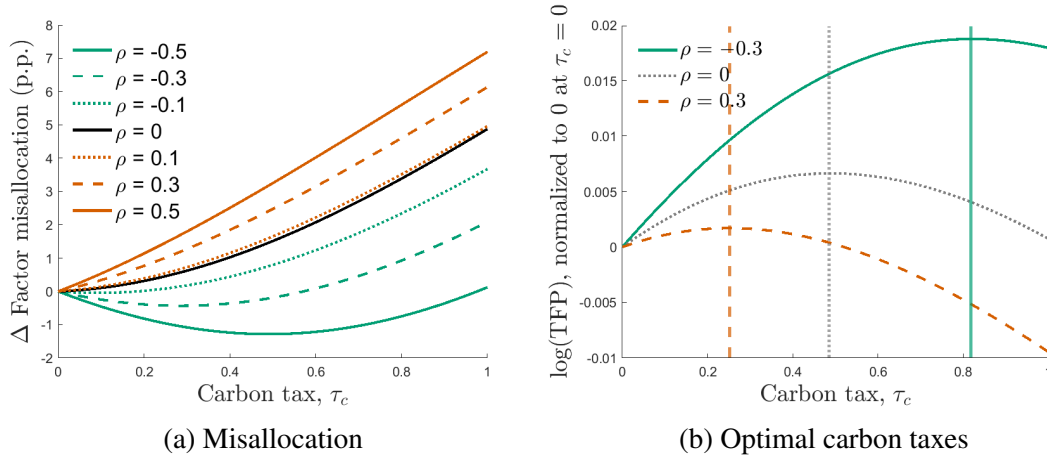 Δ Factor misallocation (p.p.)
8
7
6
5
4
3
2
1
0
-1
-2
ρ = -0.5
ρ = -0.3
ρ = -0.1
ρ = 0
ρ = 0.1
ρ = 0.3
ρ = 0.5
0 0.2 0.4 0.6 0.8 1
Carbon tax, τc
(a) Misallocation
log(TFP), normalized to 0 at τc = 0
0.02
0.015
0.01
0.005
0
-0.005
-0.01
ρ = −0.3
ρ = 0
ρ = 0.3
0 0.2 0.4 0.6 0.8 1
Carbon tax, τc
(b) Optimal carbon taxes